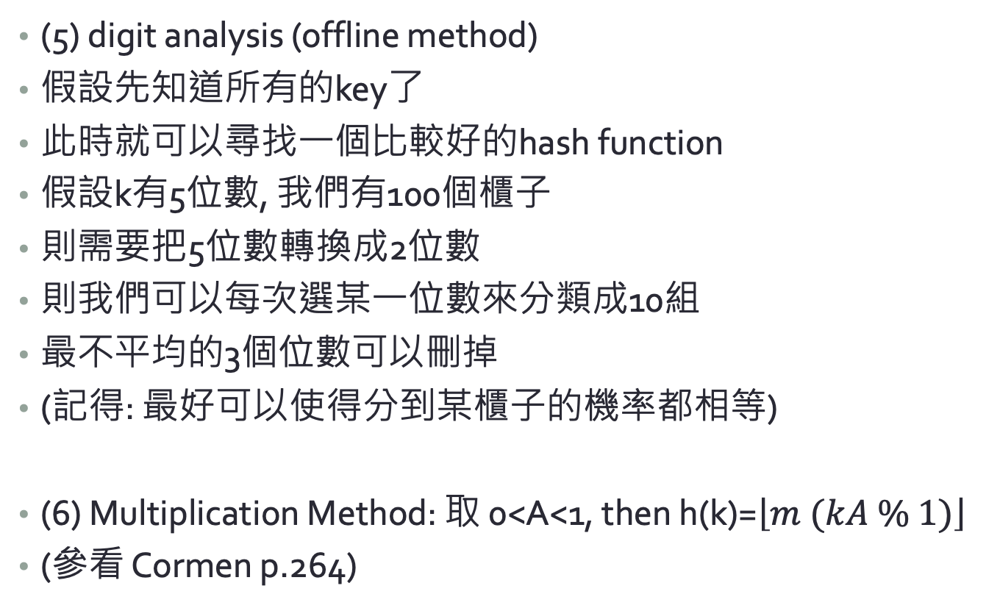 • (5) digit analysis (offline method)
• 假設先知道所有的key了
• 此時就可以尋找一個比較好的hash function
• 假設k有5位數, 我們有100個櫃子
• 則需要把5位數轉換成2位數
• 則我們可以每次選某一位數來分類成10組
• 最不平均的3個位數可以刪掉
• (記得: 最好可以使得分到某櫃子的機率都相等)
• (6) Multiplication Method: 取 0<A<1, then h(k)=⌊m (kA % 1)⌋
• (參看 Cormen p.264)